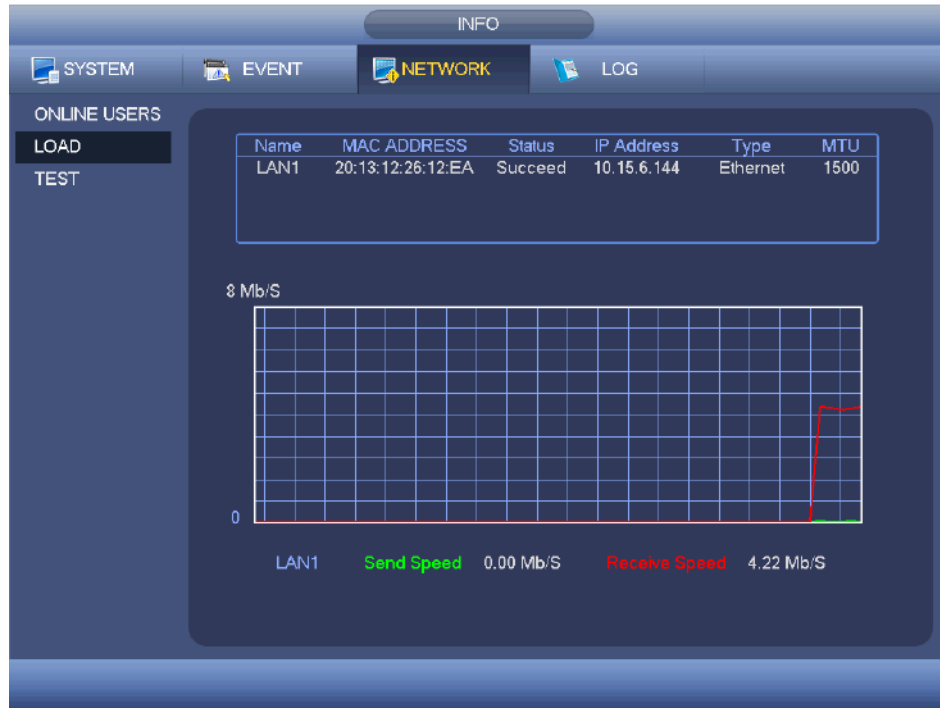 INFO
SYSTEM EVENT NETWORK LOG
ONLINE USERS
LOAD
TEST
Name MAC ADDRESS Status IP Address Type MTU
LAN1 20:13:12:26:12:EA Succeed 10.15.6.144 Ethernet 1500
8 Mb/S
0
LAN1 Send Speed 0.00 Mb/S Receive Speed 4.22 Mb/S